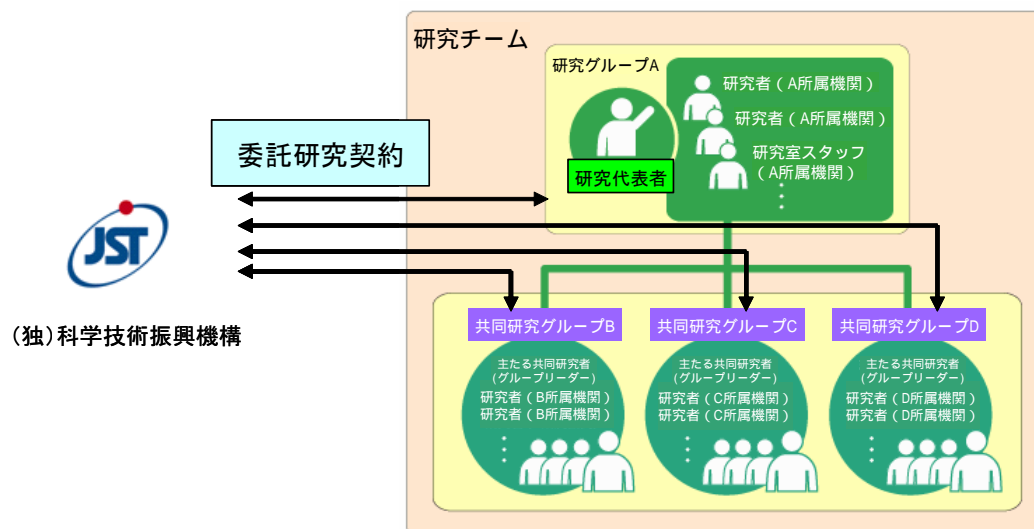 研究チーム
研究グループA
研究者（A所属機関）
研究者（A所属機関）
研究室スタッフ
（A所属機関）
⋮
研究代表者
委託研究契約
JST
（独）科学技術振興機構
共同研究グループB
主たる共同研究者
(グループリーダー)
研究者（B所属機関）
研究者（B所属機関）
⋮
共同研究グループC
主たる共同研究者
(グループリーダー)
研究者（C所属機関）
研究者（C所属機関）
⋮
共同研究グループD
主たる共同研究者
(グループリーダー)
研究者（D所属機関）
研究者（D所属機関）
⋮